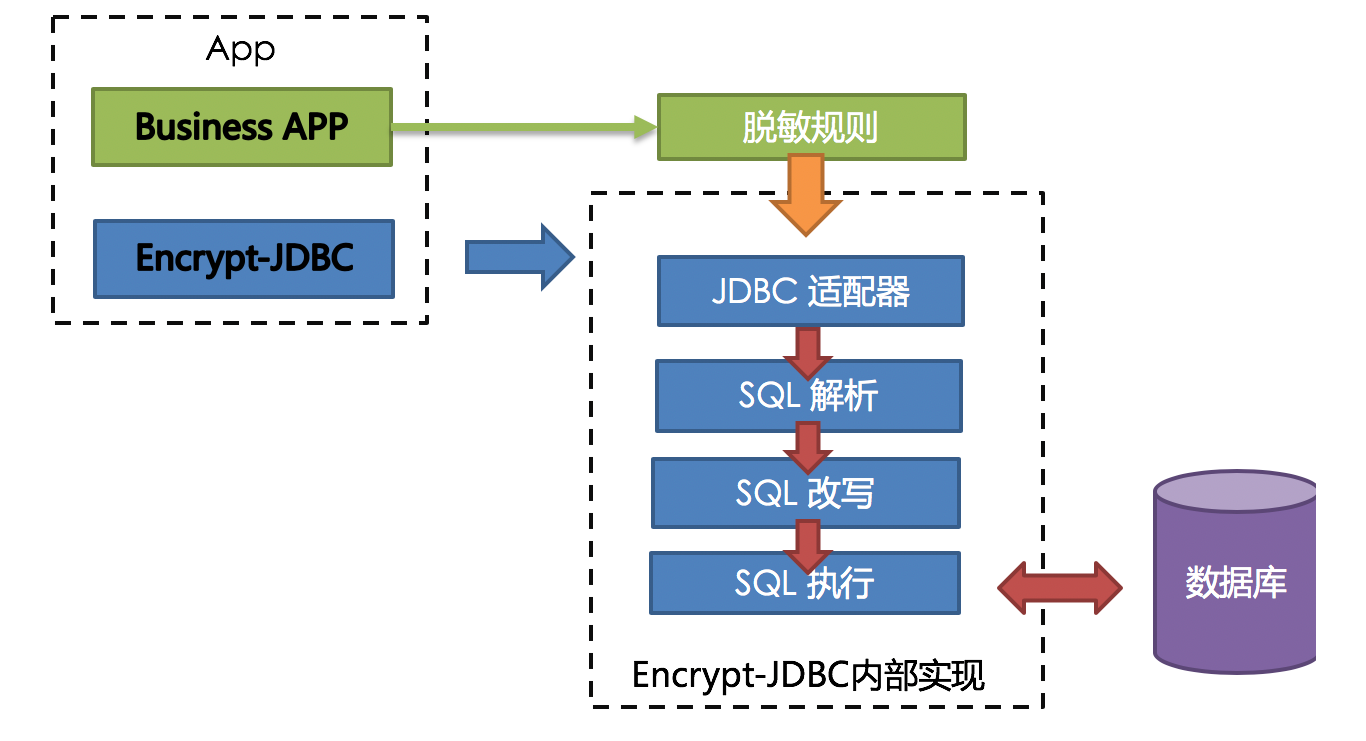 App
Business APP
脱敏规则
Encrypt-JDBC
JDBC 适配器
SQL 解析
SQL 改写
SQL 执行
数据库
Encrypt-JDBC内部实现